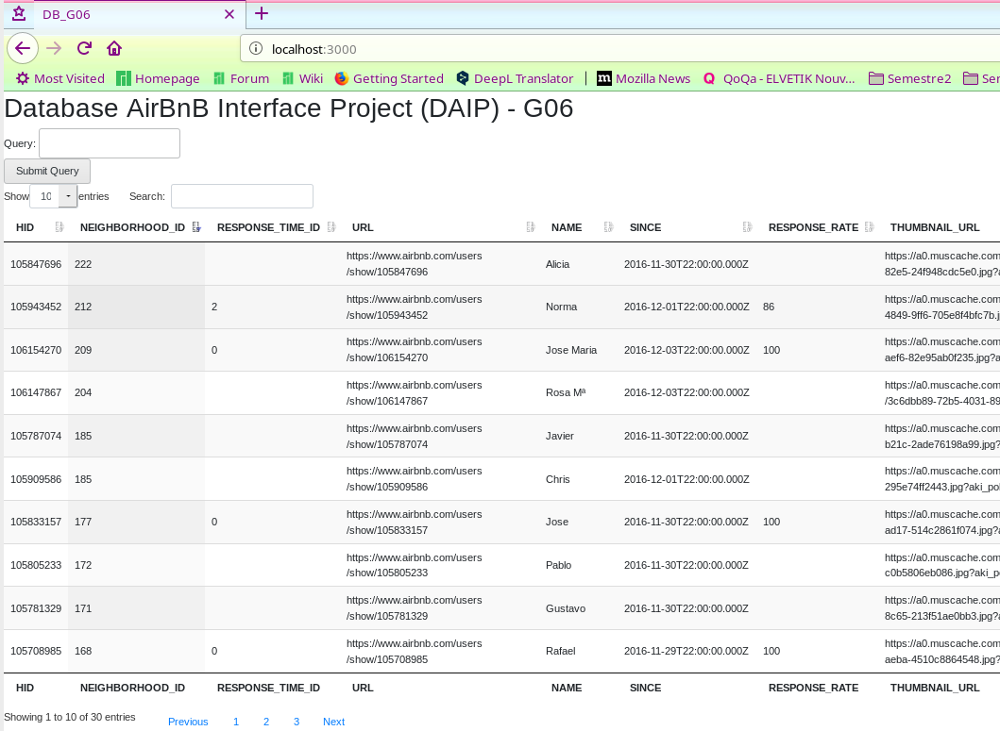 DB_G06
localhost:3000
Most Visited Homepage Forum Wiki Getting Started DeepL Translator Mozilla News QoQa - ELVETIK Nouv... Semestre2 Ser
Database AirBnB Interface Project (DAIP) - G06
Query:
Submit Query
Show 10 entries Search:
HID NEIGHBORHOOD_ID RESPONSE_TIME_ID URL NAME SINCE RESPONSE_RATE THUMBNAIL_URL
105847696 222 https://www.airbnb.com/users Alicia 2016-11-30T22:00:00.000Z https://a0.muscache.com
/show/105847696 82e5-24f948cdc5e0.jpg?a
105943452 212 2 https://www.airbnb.com/users Norma 2016-12-01T22:00:00.000Z 86 https://a0.muscache.com
/show/105943452 4849-9ff6-705e8f4bfc7b.j
106154270 209 0 https://www.airbnb.com/users Jose Maria 2016-12-03T22:00:00.000Z 100 https://a0.muscache.com
/show/106154270 aef6-82e95ab0f235.jpg?a
106147867 204 https://www.airbnb.com/users Rosa Mª 2016-12-03T22:00:00.000Z https://a0.muscache.com
/show/106147867 /3c6dbb89-72b5-4031-89
105787074 185 https://www.airbnb.com/users Javier 2016-11-30T22:00:00.000Z https://a0.muscache.com
/show/105787074 b21c-2ade76198a99.jpg?
105909586 185 https://www.airbnb.com/users Chris 2016-12-01T22:00:00.000Z https://a0.muscache.com
/show/105909586 295e74ff2443.jpg?aki_pol
105833157 177 0 https://www.airbnb.com/users Jose 2016-11-30T22:00:00.000Z 100 https://a0.muscache.com
/show/105833157 ad17-514c2861f074.jpg?a
105805233 172 https://www.airbnb.com/users Pablo 2016-11-30T22:00:00.000Z https://a0.muscache.com
/show/105805233 c0b5806eb086.jpg?aki_po
105781329 171 https://www.airbnb.com/users Gustavo 2016-11-30T22:00:00.000Z https://a0.muscache.com
/show/105781329 8c65-213f51ae0bb3.jpg?a
105708985 168 0 https://www.airbnb.com/users Rafael 2016-11-29T22:00:00.000Z 100 https://a0.muscache.com
/show/105708985 aeba-4510c8864548.jpg?
HID NEIGHBORHOOD_ID RESPONSE_TIME_ID URL NAME SINCE RESPONSE_RATE THUMBNAIL_URL
Showing 1 to 10 of 30 entries Previous 1 2 3 Next